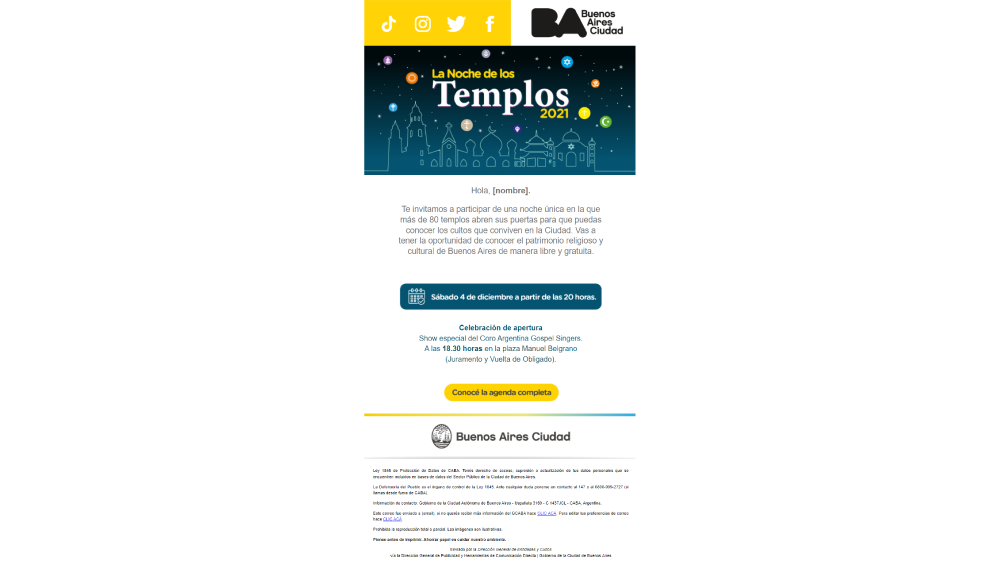 BA Buenos
Aires
Ciudad
La Noche de los
Templos
2021
Hola, [nombre].
Te invitamos a participar de una noche única en la que
más de 80 templos abren sus puertas para que puedas
conocer los cultos que conviven en la Ciudad. Vas a
tener la oportunidad de conocer el patrimonio religioso y
cultural de Buenos Aires de manera libre y gratuita.
Sábado 4 de diciembre a partir de las 20 horas.
Celebración de apertura
Show especial del Coro Argentina Gospel Singers.
A las 18.30 horas en la plaza Manuel Belgrano
(Juramento y Vuelta de Obligado).
Conocé la agenda completa
Buenos Aires Ciudad
Ley 1845 de Protección de Datos de CABA. Tenés derecho de acceso, supresión o actualización de tus datos personales que se
encuentren incluidos en bases de datos del Sector Público de la Ciudad de Buenos Aires.
La Defensoría del Pueblo es el órgano de control de la Ley 1845. Ante cualquier duda ponete en contacto al 147 o al 0800-999-2727 (si
llamás desde fuera de CABA).
Información de contacto: Gobierno de la Ciudad Autónoma de Buenos Aires - Uspallata 3160 - C 1437JCL - CABA, Argentina.
Este correo fue enviado a (email), si no querés recibir más información del GCABA hacé CLIC ACÁ. Para editar tus preferencias de correo
hacé CLIC ACÁ.
Prohibida la reproducción total o parcial. Las imágenes son ilustrativas.
Piense antes de imprimir. Ahorrar papel es cuidar nuestro ambiente.
Enviado por la Dirección General de Entidades y Cultos
vía la Dirección General de Publicidad y Herramientas de Comunicación Directa | Gobierno de la Ciudad de Buenos Aires